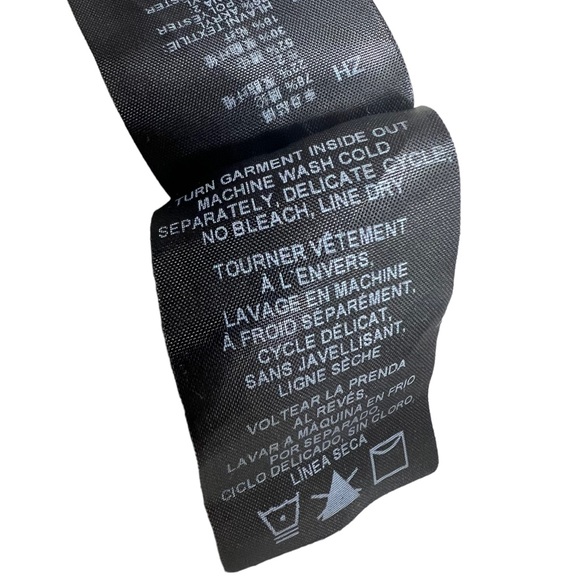 HZ
TURN GARMENT INSIDE OUT
MACHINE WASH COLD
SEPARATELY, DELICATE CYCLE,
NO BLEACH, LINE DRY
TOURNER VÊTEMENT
À L'ENVERS,
LAVAGE EN MACHINE
À FROID SÉPARÉMENT,
CYCLE DÉLICAT,
SANS JAVELLISANT,
LIGNE SÈCHE
VOLTEAR LA PRENDA
AL REVÉS,
LAVAR A MÁQUINA EN FRIO
POR SEPARADO,
CICLO DELICADO, SIN CLORO,
LÍNEA SECA